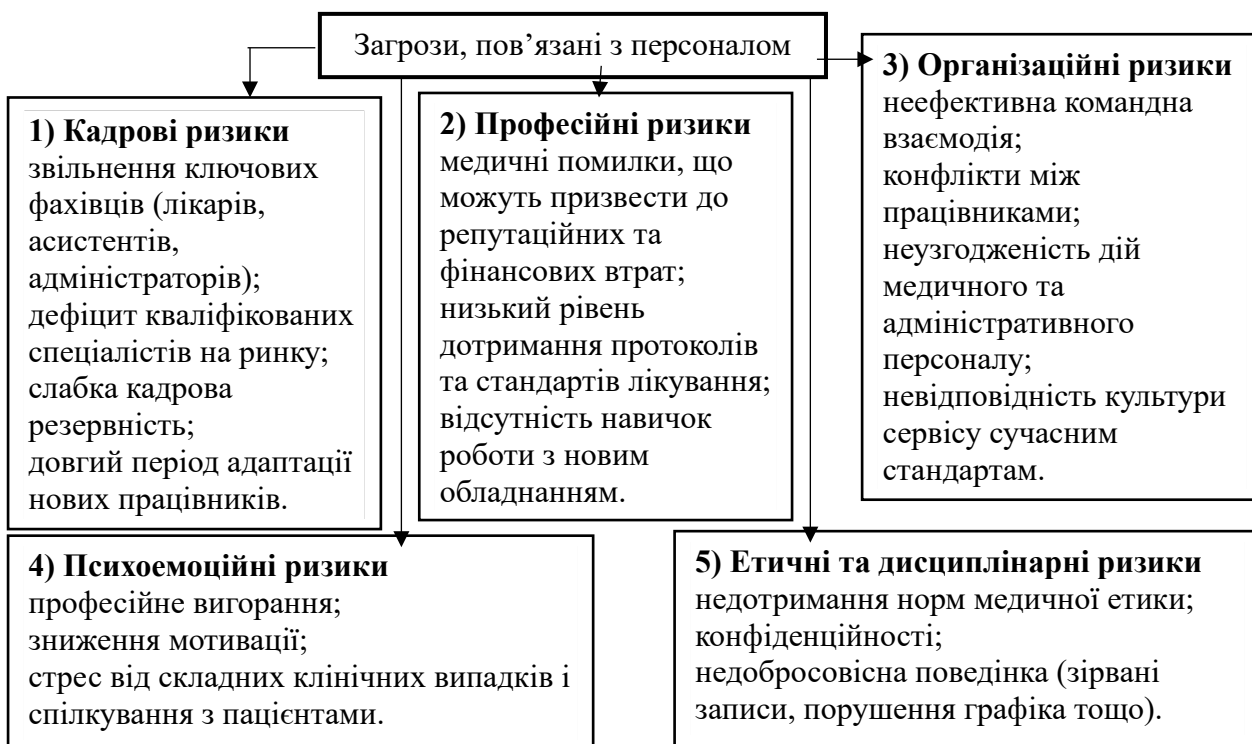 Загрози, пов’язані з персоналом
1) Кадрові ризики
звільнення ключових
фахівців (лікарів,
асистентів,
адміністраторів);
дефіцит кваліфікованих
спеціалістів на ринку;
слабка кадрова
резервність;
довгий період адаптації
нових працівників.
2) Професійні ризики
медичні помилки, що
можуть призвести до
репутаційних та
фінансових втрат;
низький рівень
дотримання протоколів
та стандартів лікування;
відсутність навичок
роботи з новим
обладнанням.
3) Організаційні ризики
неефективна командна
взаємодія;
конфлікти між
працівниками;
неузгодженість дій
медичного та
адміністративного
персоналу;
невідповідність культури
сервісу сучасним
стандартам.
4) Психоемоційні ризики
професійне вигорання;
зниження мотивації;
стрес від складних клінічних випадків і
спілкування з пацієнтами.
5) Етичні та дисциплінарні ризики
недотримання норм медичної етики;
конфіденційності;
недобросовісна поведінка (зірвані
записи, порушення графіка тощо).